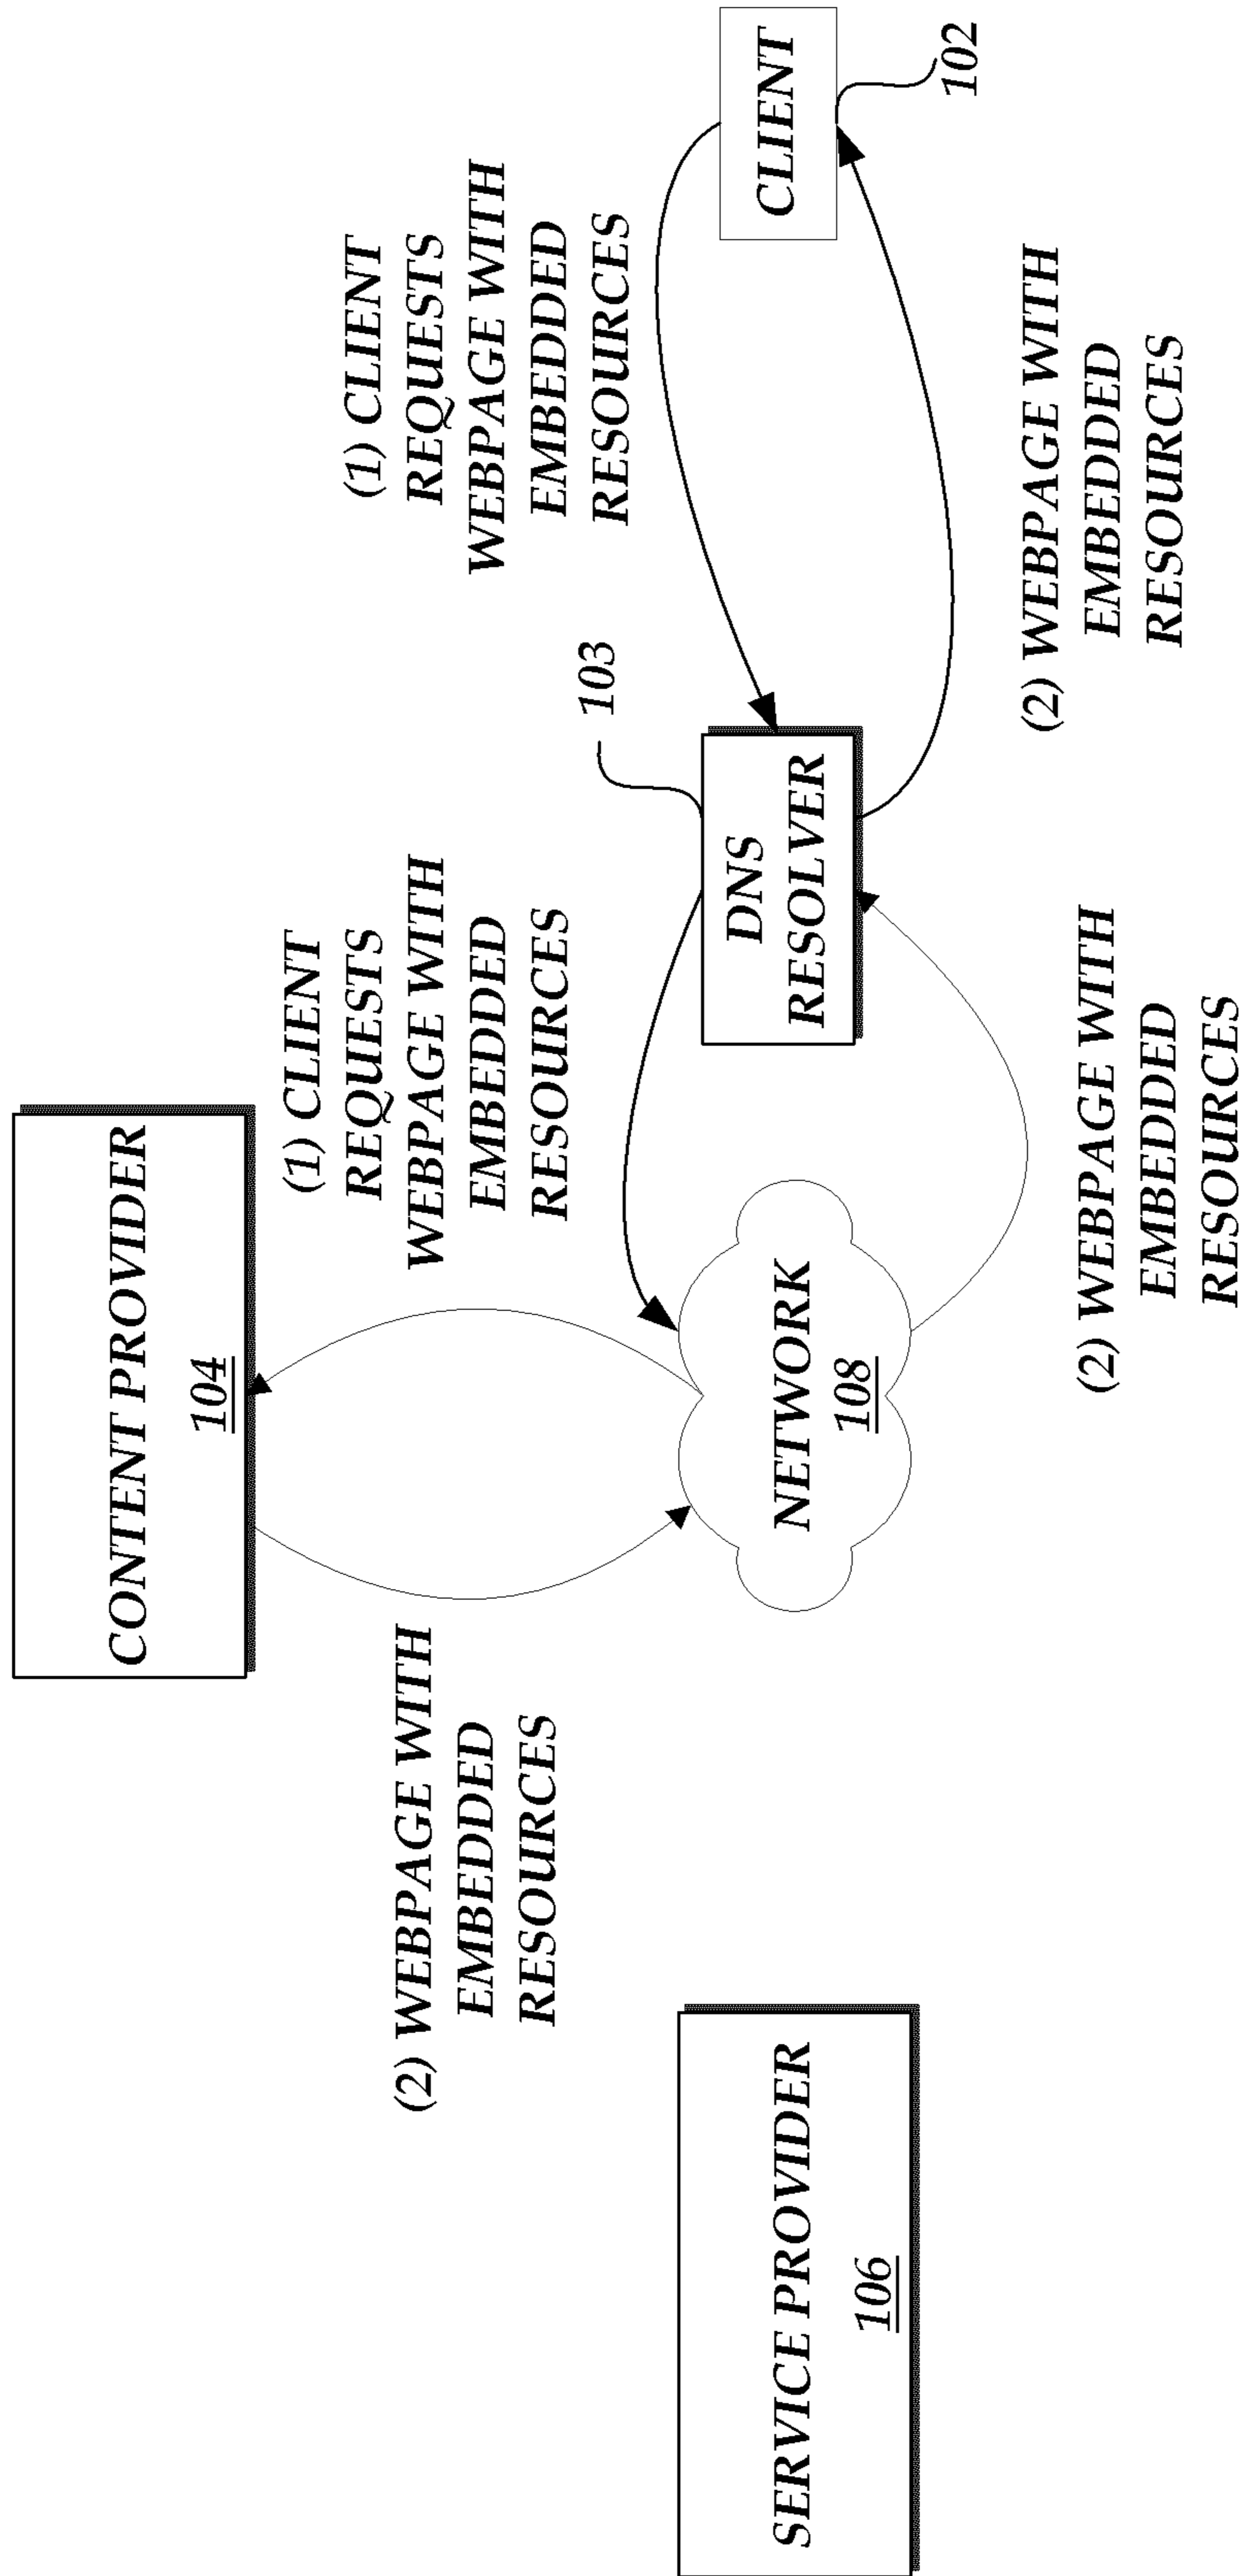 CONTENT PROVIDER
104
(1) CLIENT
REQUESTS
WEBPAGE WITH
EMBEDDED
RESOURCES
(1) CLIENT
REQUESTS
WEBPAGE WITH
EMBEDDED
RESOURCES
(2) WEBPAGE WITH
EMBEDDED
RESOURCES
103
SERVICE PROVIDER
106
NETWORK
108
DNS
RESOLVER
CLIENT
102
(2) WEBPAGE WITH
EMBEDDED
RESOURCES
(2) WEBPAGE WITH
EMBEDDED
RESOURCES